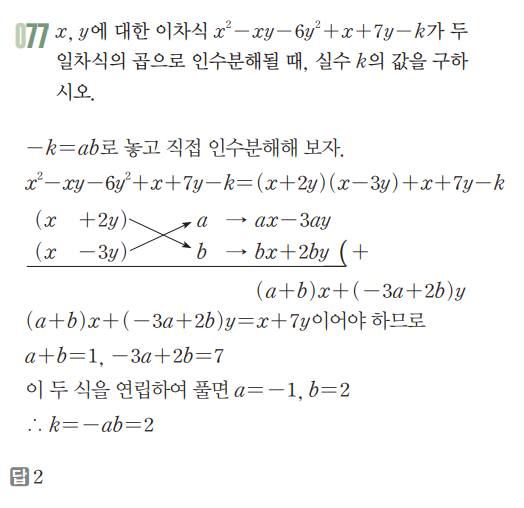 077 x, y에 대한 이차식 x²-xy-6y²+x+7y-k가 두
일차식의 곱으로 인수분해될 때, 실수 k의 값을 구하
시오.
-k=ab로 놓고 직접 인수분해해 보자.
x²-xy-6y²+x+7y-k=(x+2y)(x-3y)+x+7y-k
(x +2y) a → ax-3ay
(x -3y) b → bx+2by (+
(a+b)x+(-3a+2b)y
(a+b)x+(-3a+2b)y=x+7y이어야 하므로
a+b=1, -3a+2b=7
이 두 식을 연립하여 풀면 a=-1, b=2
∴ k=-ab=2
답 2